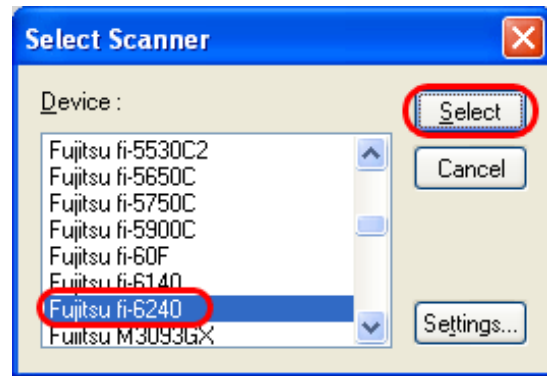 Select Scanner
Device :
Select
Fujitsu fi-5530C2
Fujitsu fi-5650C
Cancel
Fujitsu fi-5750C
Fujitsu fi-5900C
Fujitsu fi-60F
Fujitsu fi-6140
Fujitsu fi-6240
Settings...
Fujitsu M3093GX